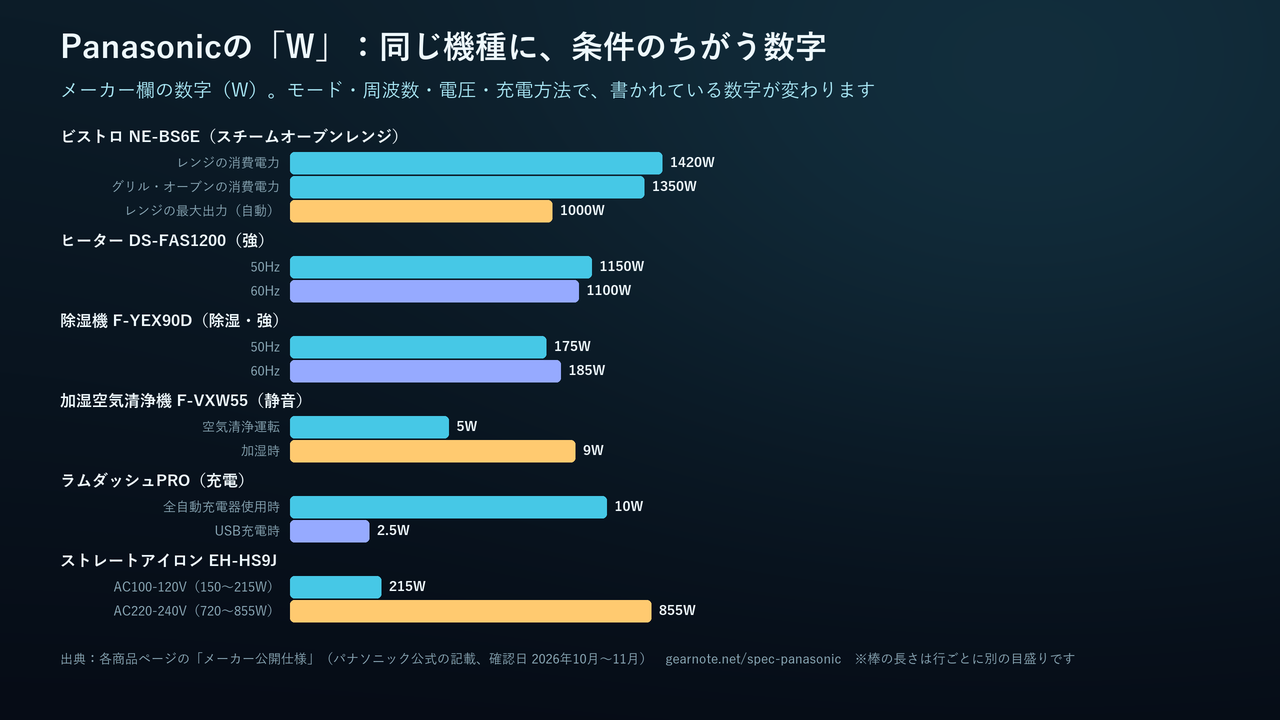 Panasonicの「W」：同じ機種に、条件のちがう数字
メーカー欄の数字（W）。モード・周波数・電圧・充電方法で、書かれている数字が変わります
ビストロ NE-BS6E（スチームオーブンレンジ）
レンジの消費電力 1420W
グリル・オーブンの消費電力 1350W
レンジの最大出力（自動） 1000W
ヒーター DS-FAS1200（強）
50Hz 1150W
60Hz 1100W
除湿機 F-YEX90D（除湿・強）
50Hz 175W
60Hz 185W
加湿空気清浄機 F-VXW55（静音）
空気清浄運転 5W
加湿時 9W
ラムダッシュPRO（充電）
全自動充電器使用時 10W
USB充電時 2.5W
ストレートアイロン EH-HS9J
AC100-120V（150〜215W） 215W
AC220-240V（720〜855W） 855W
出典：各商品ページの「メーカー公開仕様」（パナソニック公式の記載、確認日 2026年10月〜11月） gearnote.net/spec-panasonic ※棒の長さは行ごとに別の目盛りです